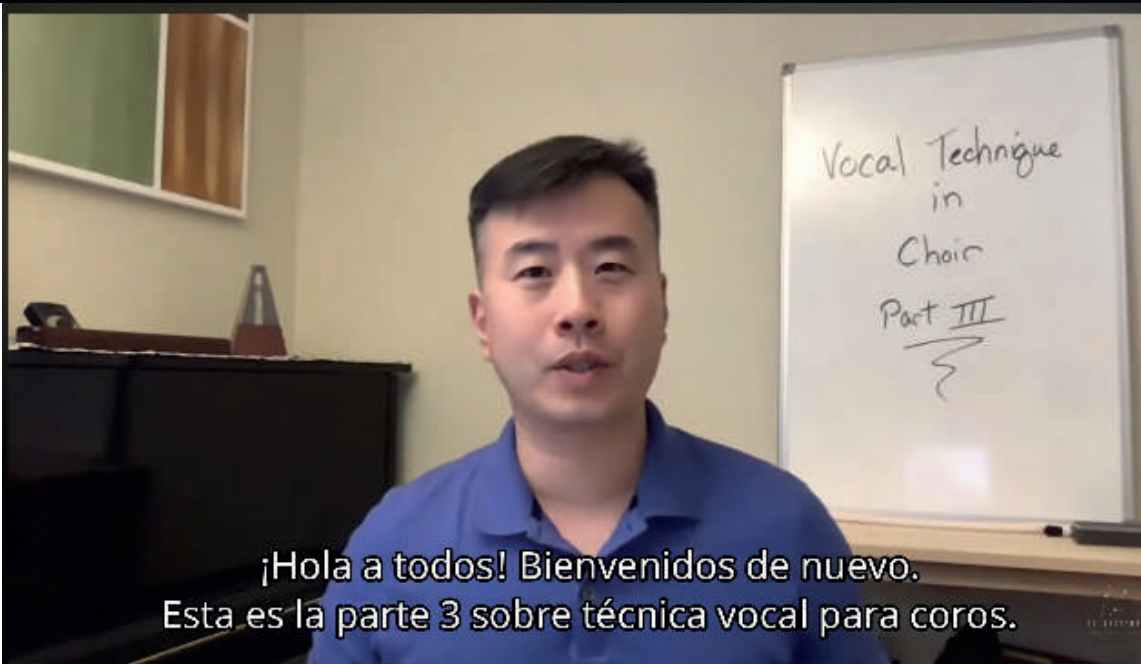 Vocal Technique
in
Choir
Part III
¡Hola a todos! Bienvenidos de nuevo.
Esta es la parte 3 sobre técnica vocal para coros.